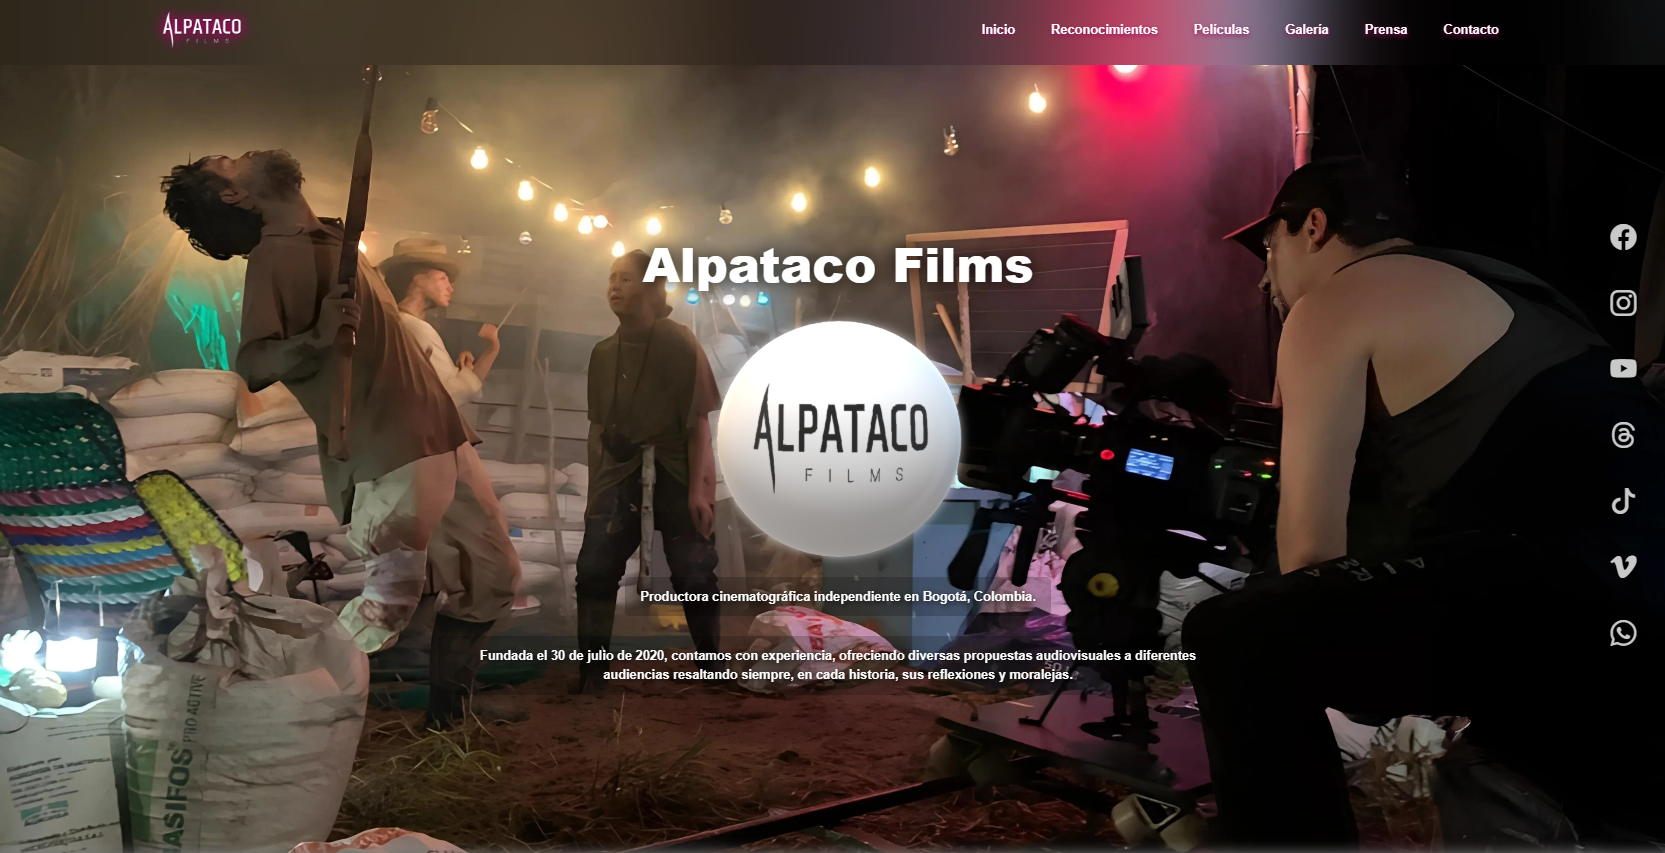 ALPATACO
FILMS
Inicio Reconocimientos Películas Galería Prensa Contacto
Alpataco Films
ALPATACO
FILMS
Productora cinematográfica independiente en Bogotá, Colombia.
Fundada el 30 de julio de 2020, contamos con experiencia, ofreciendo diversas propuestas audiovisuales a diferentes
audiencias resaltando siempre, en cada historia, sus reflexiones y moralejas.
PRO ACTIVE
ASIFOS